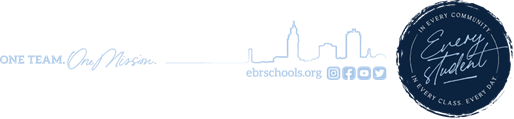 ONE TEAM. One Mission.
ebrschools.org
IN EVERY COMMUNITY.
Every
student
IN EVERY CLASS. EVERY DAY.